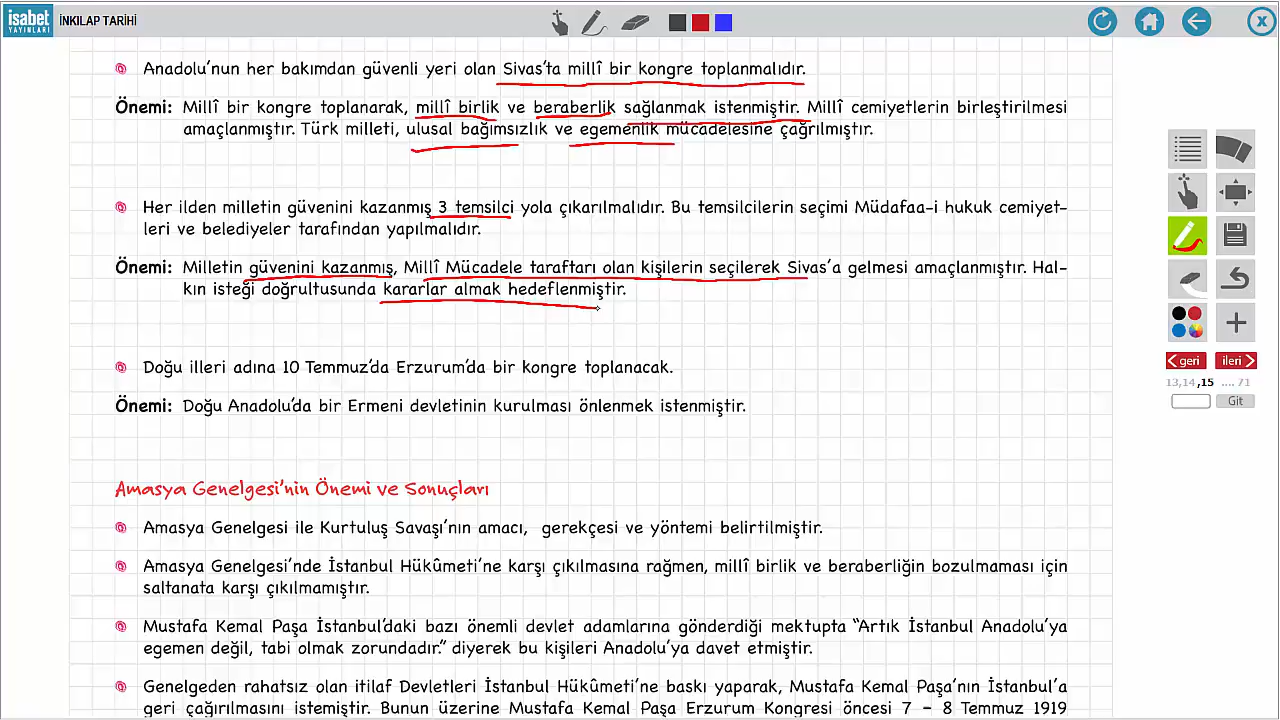 isabet
YAYINLARI
İNKILAP TARİHİ
Anadolu'nun her bakımdan güvenli yeri olan Sivas'ta millî bir kongre toplanmalıdır.
Önemi: Millî bir kongre toplanarak, millî birlik ve beraberlik sağlanmak istenmiştir. Millî cemiyetlerin birleştirilmesi
amaçlanmıştır. Türk milleti, ulusal bağımsızlık ve egemenlik mücadelesine çağrılmıştır.
Her ilden milletin güvenini kazanmış 3 temsilci yola çıkarılmalıdır. Bu temsilcilerin seçimi Müdafaa-i hukuk cemiyet-
leri ve belediyeler tarafından yapılmalıdır.
Önemi: Milletin güvenini kazanmış, Millî Mücadele taraftarı olan kişilerin seçilerek Sivas'a gelmesi amaçlanmıştır. Hal-
kın isteği doğrultusunda kararlar almak hedeflenmiştir.
Doğu illeri adına 10 Temmuz'da Erzurum'da bir kongre toplanacak.
Önemi: Doğu Anadolu'da bir Ermeni devletinin kurulması önlenmek istenmiştir.
Amasya Genelgesi'nin Önemi ve Sonuçları
Amasya Genelgesi ile Kurtuluş Savaşı'nın amacı, gerekçesi ve yöntemi belirtilmiştir.
Amasya Genelgesi'nde İstanbul Hükûmeti'ne karşı çıkılmasına rağmen, millî birlik ve beraberliğin bozulmaması için
saltanata karşı çıkılmamıştır.
Mustafa Kemal Paşa İstanbul'daki bazı önemli devlet adamlarına gönderdiği mektupta "Artık İstanbul Anadolu'ya
egemen değil, tabi olmak zorundadır." diyerek bu kişileri Anadolu'ya davet etmiştir.
Genelgeden rahatsız olan itilaf Devletleri İstanbul Hükûmeti'ne baskı yaparak, Mustafa Kemal Paşa'nın İstanbul'a
geri çağırılmasını istemiştir. Bunun üzerine Mustafa Kemal Paşa Erzurum Kongresi öncesi 7 - 8 Temmuz 1919
geri ileri
13,14,15 .... 71
Git